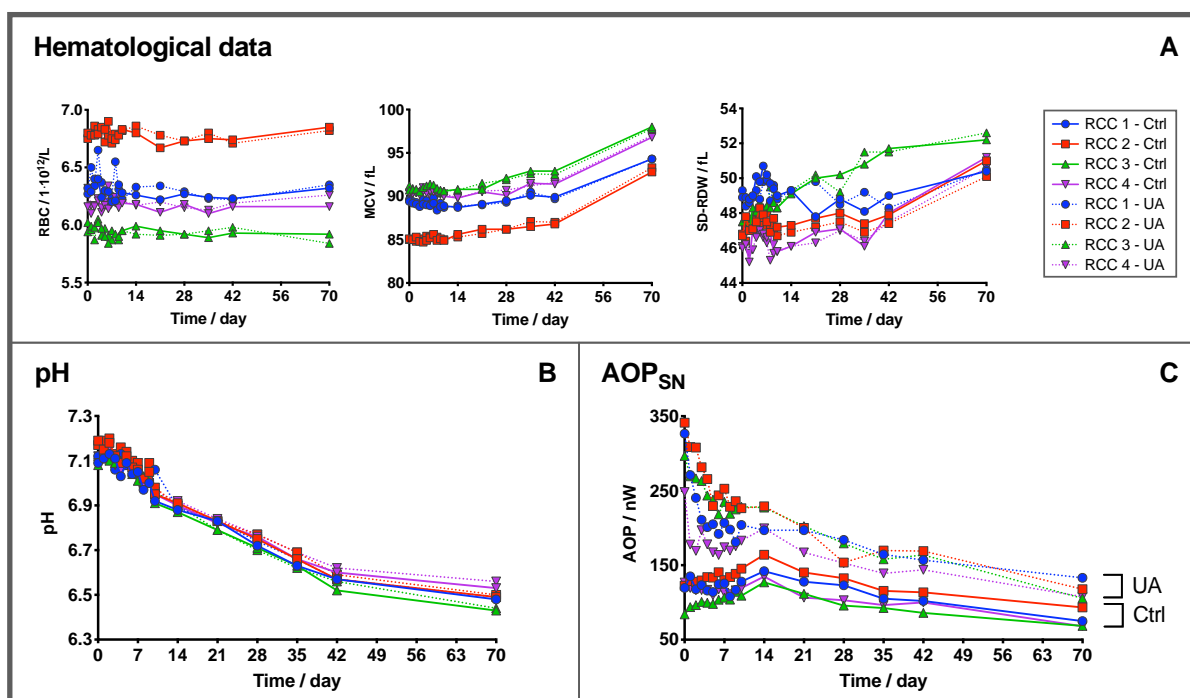 Hematological data
A
RBC / 1·10¹²/L
7.0
6.5
6.0
5.5
0 14 28 42 56 70
Time / day
MCV / fL
100
95
90
85
80
0 14 28 42 56 70
Time / day
SD-RDW / fL
54
52
50
48
46
44
0 14 28 42 56 70
Time / day
RCC 1 - Ctrl
RCC 2 - Ctrl
RCC 3 - Ctrl
RCC 4 - Ctrl
RCC 1 - UA
RCC 2 - UA
RCC 3 - UA
RCC 4 - UA
pH
B
pH
7.3
7.1
6.9
6.7
6.5
6.3
0 7 14 21 28 35 42 49 56 63 70
Time / day
AOPSN
C
AOP / nW
350
250
150
50
0 7 14 21 28 35 42 49 56 63 70
Time / day
UA
Ctrl